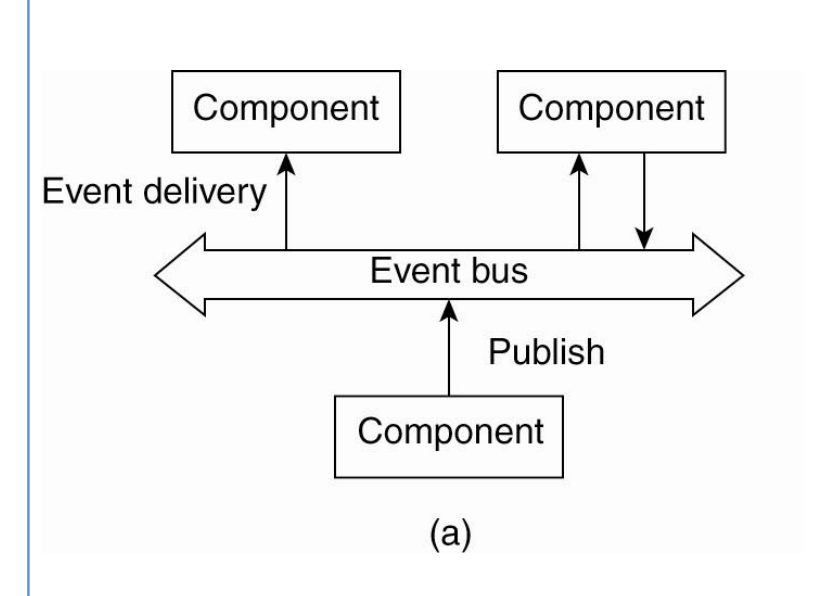 Component
Component
Event delivery
Event bus
Publish
Component
(a)